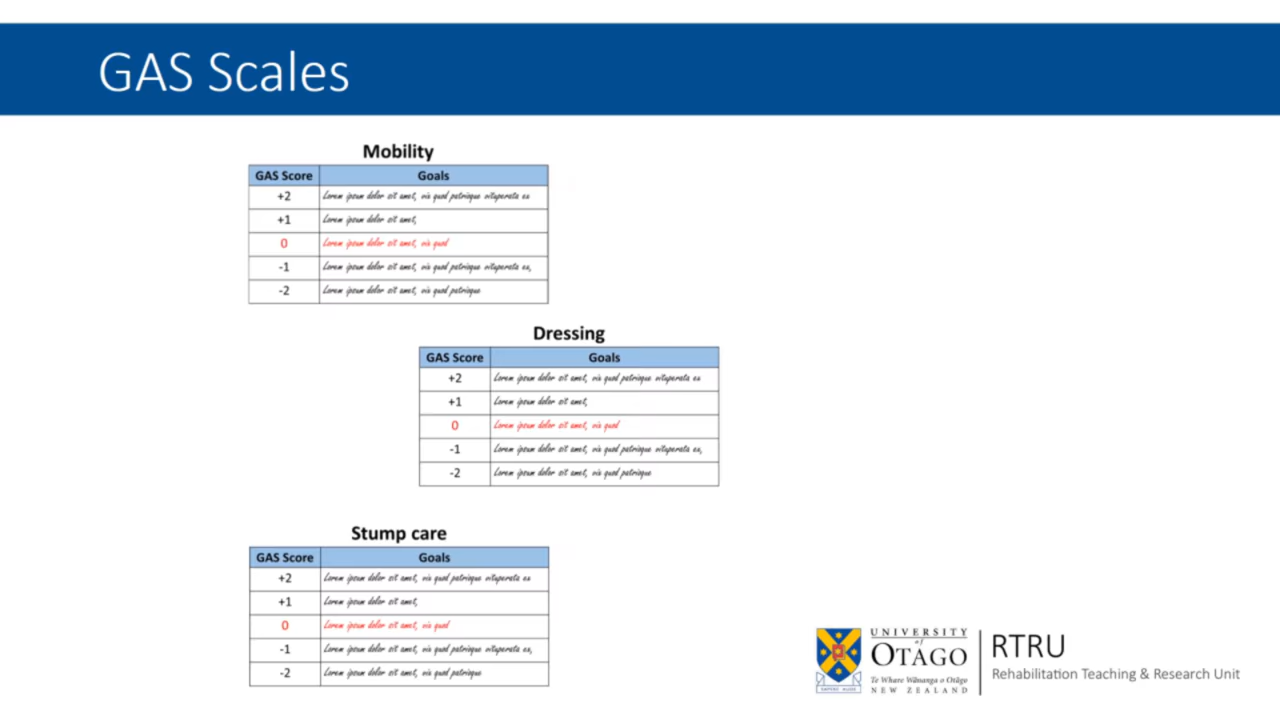 GAS Scales
Mobility
GAS Score Goals
+2 Lorem ipsum dolor sit amet, vis quod patrioque vituperata ex
+1 Lorem ipsum dolor sit amet,
0 Lorem ipsum dolor sit amet, vis quod
-1 Lorem ipsum dolor sit amet, vis quod patrioque vituperata ex,
-2 Lorem ipsum dolor sit amet, vis quod patrioque
Dressing
GAS Score Goals
+2 Lorem ipsum dolor sit amet, vis quod patrioque vituperata ex
+1 Lorem ipsum dolor sit amet,
0 Lorem ipsum dolor sit amet, vis quod
-1 Lorem ipsum dolor sit amet, vis quod patrioque vituperata ex,
-2 Lorem ipsum dolor sit amet, vis quod patrioque
Stump care
GAS Score Goals
+2 Lorem ipsum dolor sit amet, vis quod patrioque vituperata ex
+1 Lorem ipsum dolor sit amet,
0 Lorem ipsum dolor sit amet, vis quod
-1 Lorem ipsum dolor sit amet, vis quod patrioque vituperata ex,
-2 Lorem ipsum dolor sit amet, vis quod patrioque
UNIVERSITY
of
OTAGO
Te Whare Wānanga o Otāgo
NEW ZEALAND
SAPERE AUDE
RTRU
Rehabilitation Teaching & Research Unit